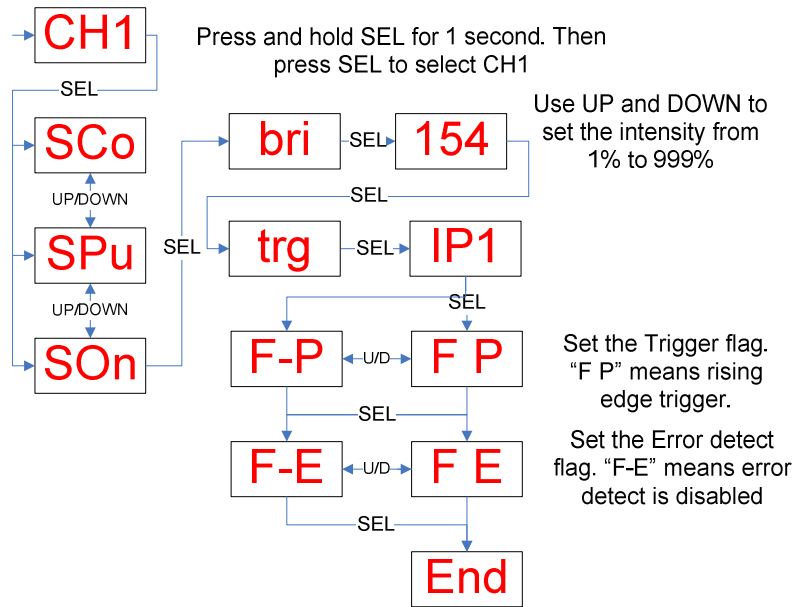 CH1
Press and hold SEL for 1 second. Then
press SEL to select CH1
SEL
SCo
UP/DOWN
SPu
UP/DOWN
SOn
SEL
bri
SEL
154
Use UP and DOWN to
set the intensity from
1% to 999%
SEL
trg
SEL
IP1
SEL
F-P
U/D
F P
Set the Trigger flag.
“F P” means rising
edge trigger.
SEL
F-E
U/D
F E
Set the Error detect
flag. “F-E” means error
detect is disabled
SEL
End